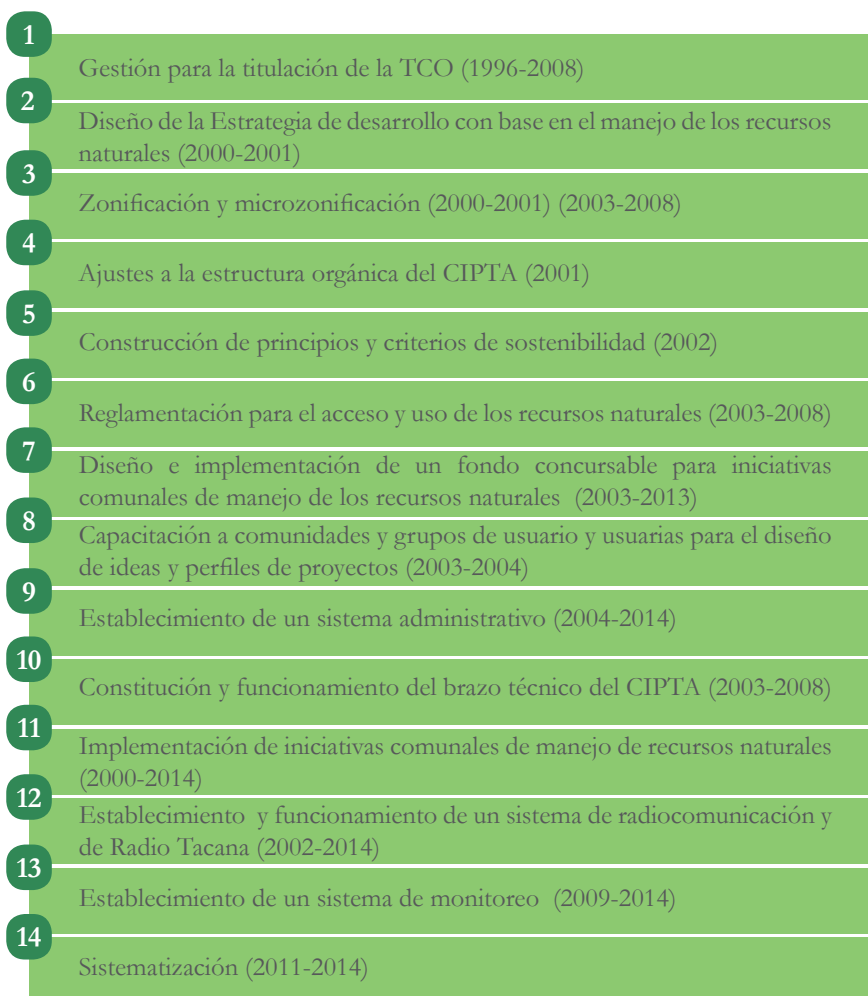 1
Gestión para la titulación de la TCO (1996-2008)
2
Diseño de la Estrategia de desarrollo con base en el manejo de los recursos
naturales (2000-2001)
3
Zonificación y microzonificación (2000-2001) (2003-2008)
4
Ajustes a la estructura orgánica del CIPTA (2001)
5
Construcción de principios y criterios de sostenibilidad (2002)
6
Reglamentación para el acceso y uso de los recursos naturales (2003-2008)
7
Diseño e implementación de un fondo concursable para iniciativas
comunales de manejo de los recursos naturales (2003-2013)
8
Capacitación a comunidades y grupos de usuario y usuarias para el diseño
de ideas y perfiles de proyectos (2003-2004)
9
Establecimiento de un sistema administrativo (2004-2014)
10
Constitución y funcionamiento del brazo técnico del CIPTA (2003-2008)
11
Implementación de iniciativas comunales de manejo de recursos naturales
(2000-2014)
12
Establecimiento y funcionamiento de un sistema de radiocomunicación y
de Radio Tacana (2002-2014)
13
Establecimiento de un sistema de monitoreo (2009-2014)
14
Sistematización (2011-2014)